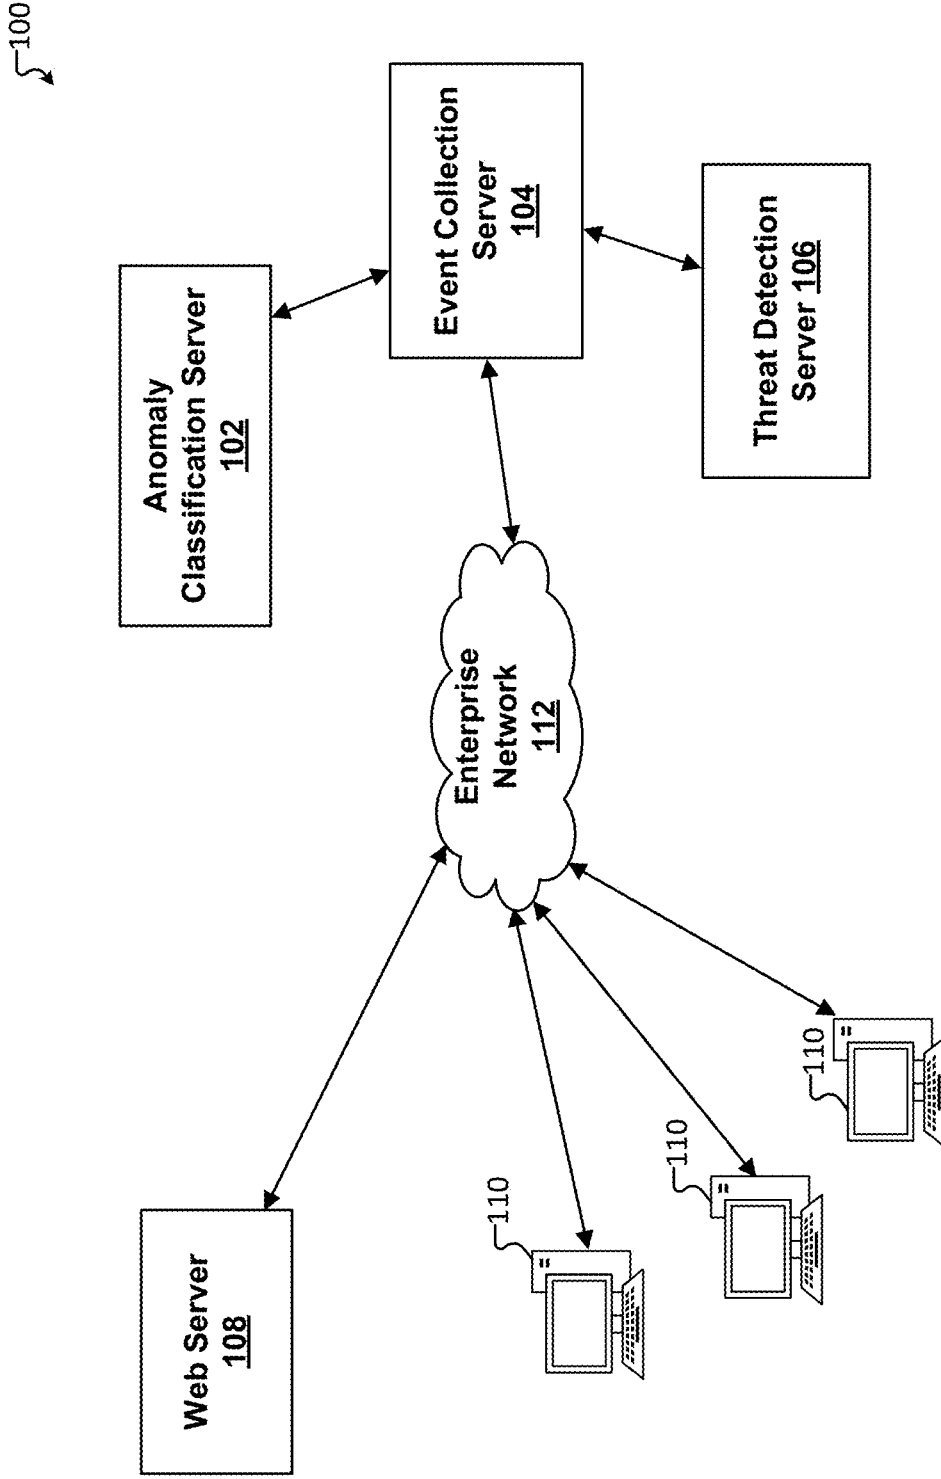 100
Anomaly
Classification Server
102
Event Collection
Server
104
Threat Detection
Server 106
Enterprise
Network
112
Web Server
108
110
110
110